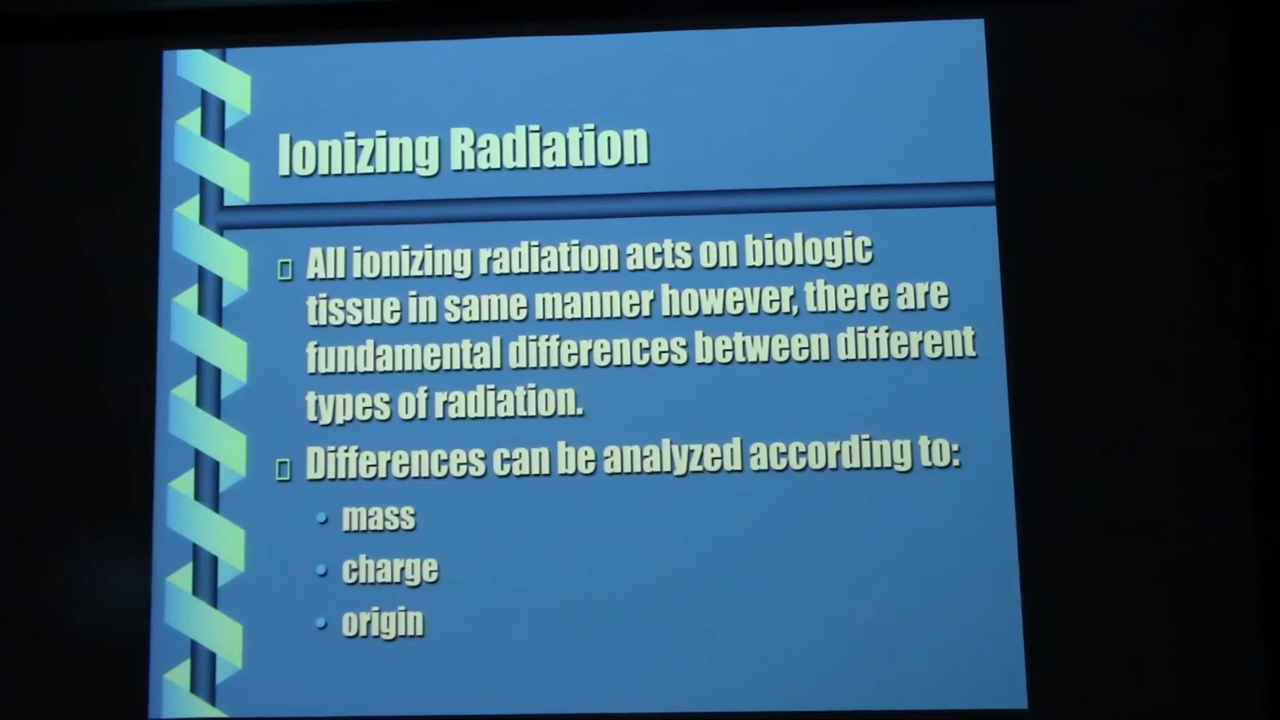 Ionizing Radiation
All ionizing radiation acts on biologic
tissue in same manner however, there are
fundamental differences between different
types of radiation.
Differences can be analyzed according to:
• mass
• charge
• origin